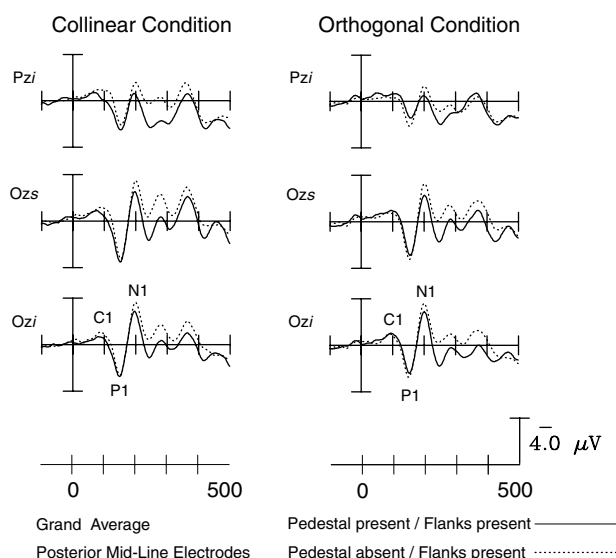 Collinear Condition Orthogonal Condition
Pzi
Pzi
Ozs
Ozs
Ozi
C1
N1
P1
Ozi
C1
N1
P1
4.0 μV
0 500 0 500
Grand Average
Posterior Mid-Line Electrodes
Pedestal present / Flanks present
Pedestal absent / Flanks present